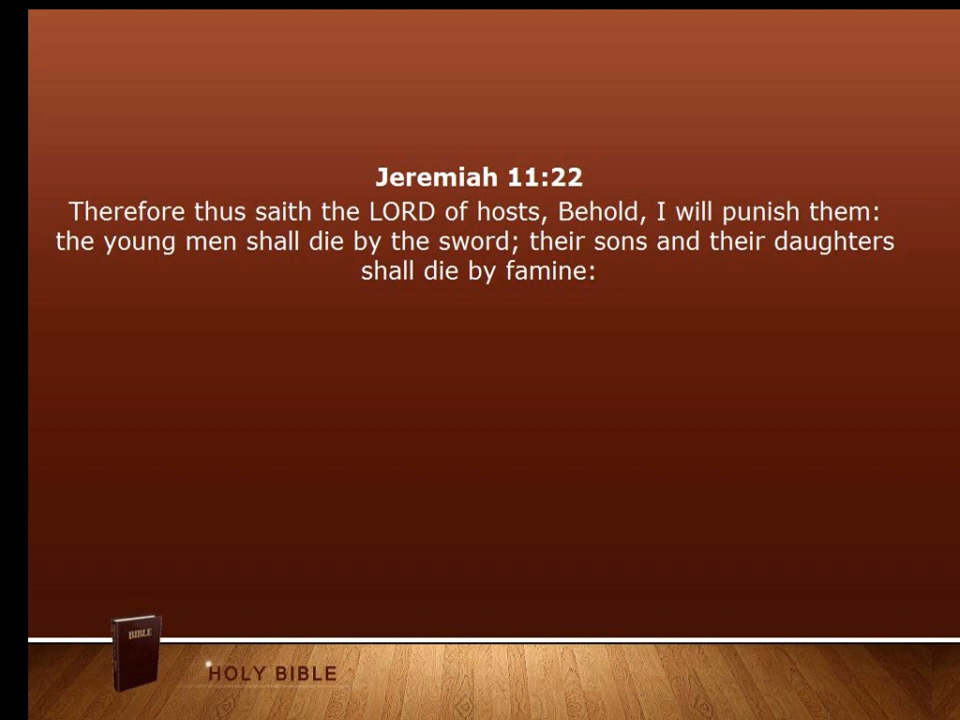 Jeremiah 11:22
Therefore thus saith the LORD of hosts, Behold, I will punish them:
the young men shall die by the sword; their sons and their daughters
shall die by famine:
BIBLE
HOLY BIBLE